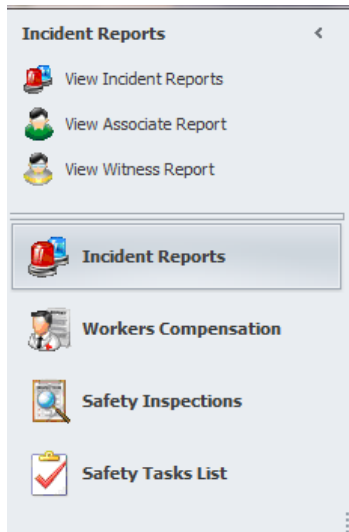 Incident Reports
View Incident Reports
View Associate Report
View Witness Report
Incident Reports
Workers Compensation
Safety Inspections
Safety Tasks List